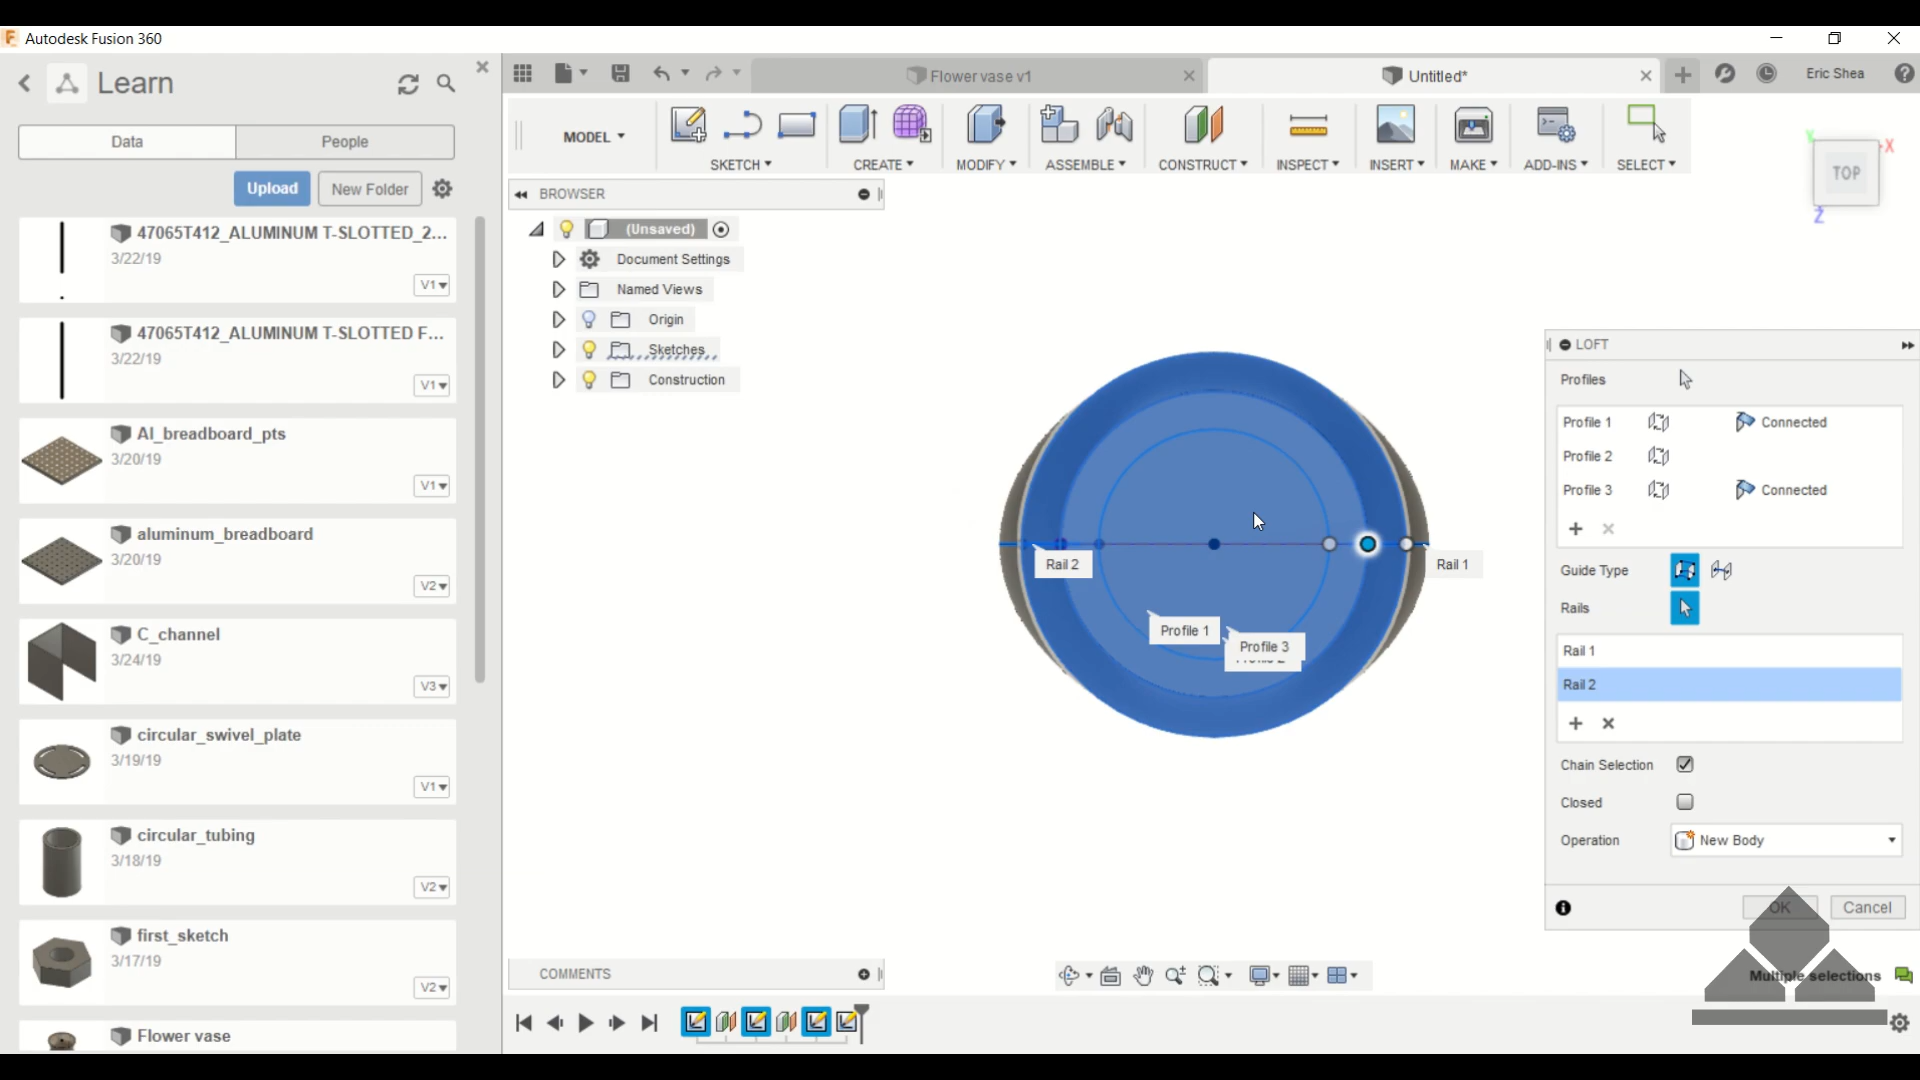 Autodesk Fusion 360
Learn
Data
People
Upload
New Folder
47065T412_ALUMINUM T-SLOTTED_2...
3/22/19
V1
47065T412_ALUMINUM T-SLOTTED F...
3/22/19
V1
Al_breadboard_pts
3/20/19
V1
aluminum_breadboard
3/20/19
V2
C_channel
3/24/19
V3
circular_swivel_plate
3/19/19
V1
circular_tubing
3/18/19
V2
first_sketch
3/17/19
V2
Flower vase
Flower vase v1
Untitled*
Eric Shea
MODEL
SKETCH
CREATE
MODIFY
ASSEMBLE
CONSTRUCT
INSPECT
INSERT
MAKE
ADD-INS
SELECT
BROWSER
(Unsaved)
Document Settings
Named Views
Origin
Sketches
Construction
Y
X
TOP
Z
Rail 2
Rail 1
Profile 1
Profile 3
LOFT
Profiles
Profile 1
Connected
Profile 2
Profile 3
Connected
Guide Type
Rails
Rail 1
Rail 2
Chain Selection
Closed
Operation
New Body
OK
Cancel
COMMENTS
Multiple selections